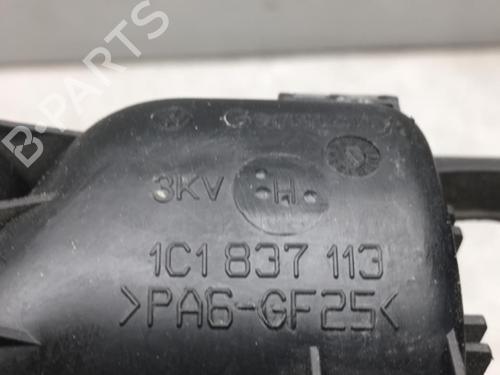 B-PARTS
3KV H
1C1 837 113
>PA6-GF25<